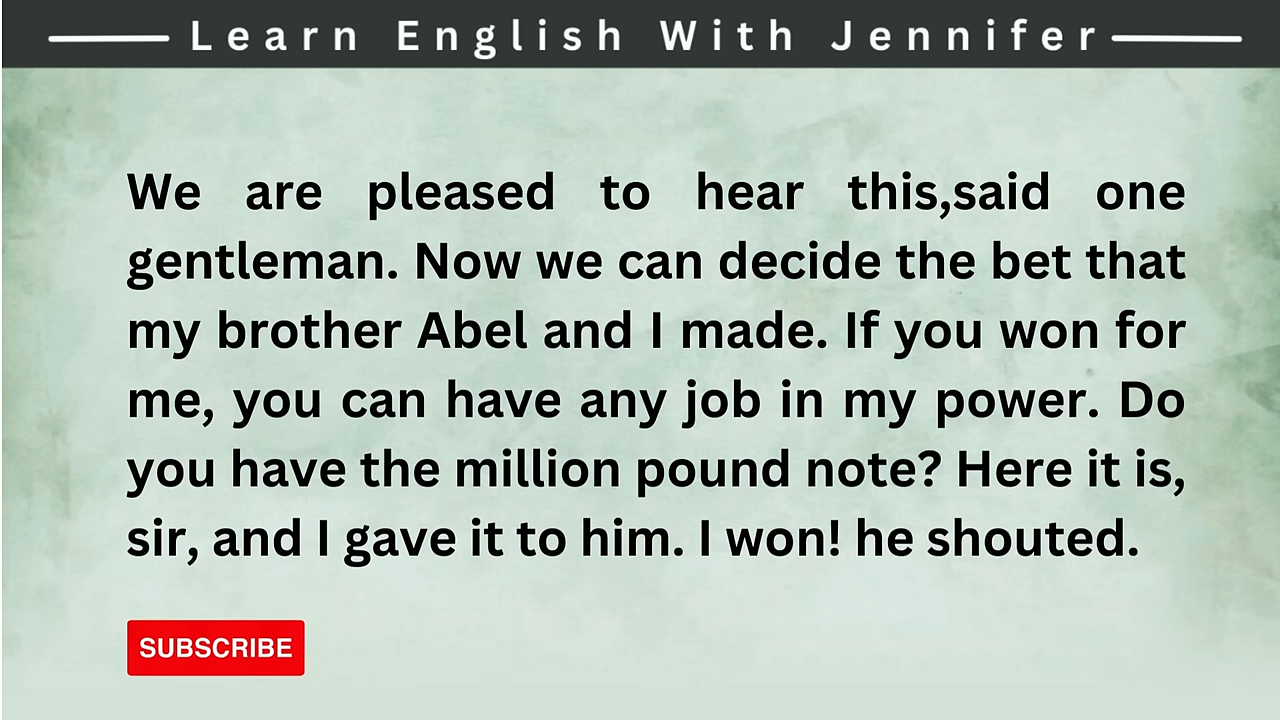 Learn English With Jennifer
We are pleased to hear this,said one
gentleman. Now we can decide the bet that
my brother Abel and I made. If you won for
me, you can have any job in my power. Do
you have the million pound note? Here it is,
sir, and I gave it to him. I won! he shouted.
SUBSCRIBE